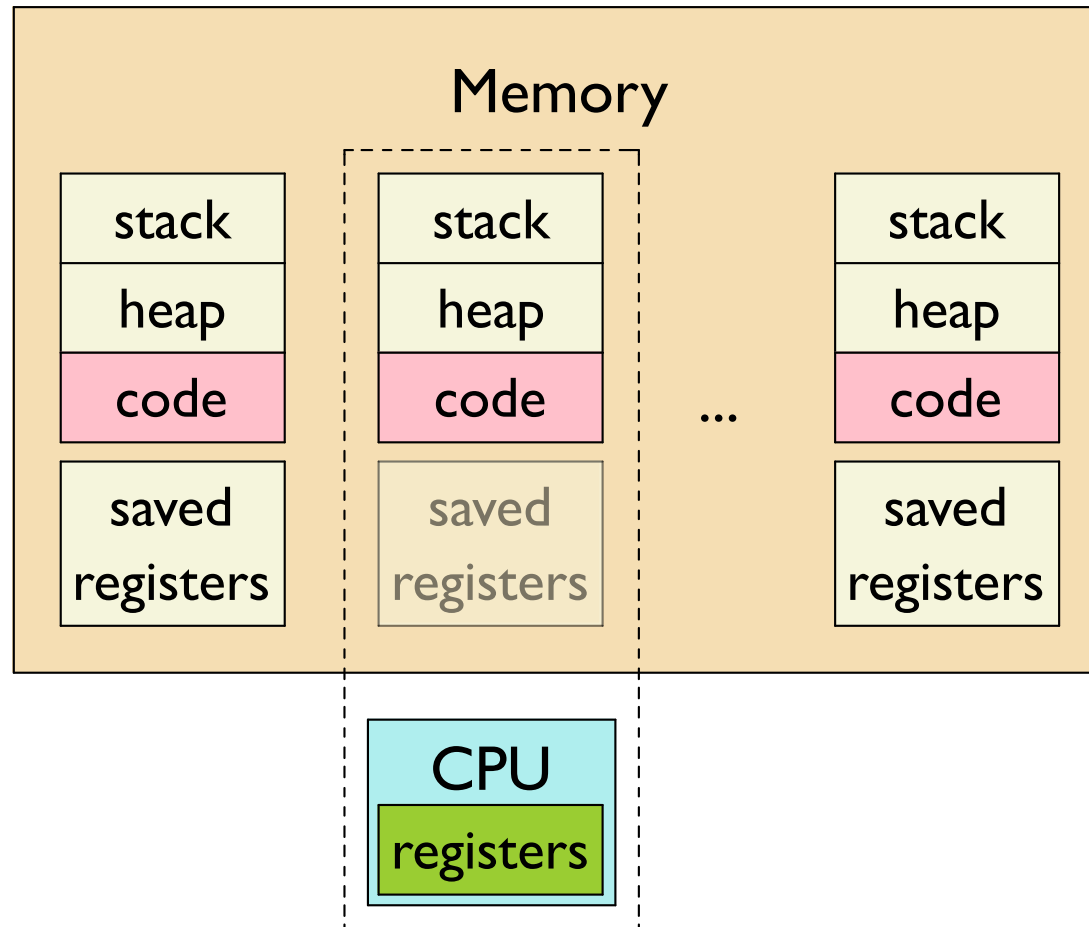 Memory
stack
heap
code
saved
registers
stack
heap
code
saved
registers
...
stack
heap
code
saved
registers
CPU
registers